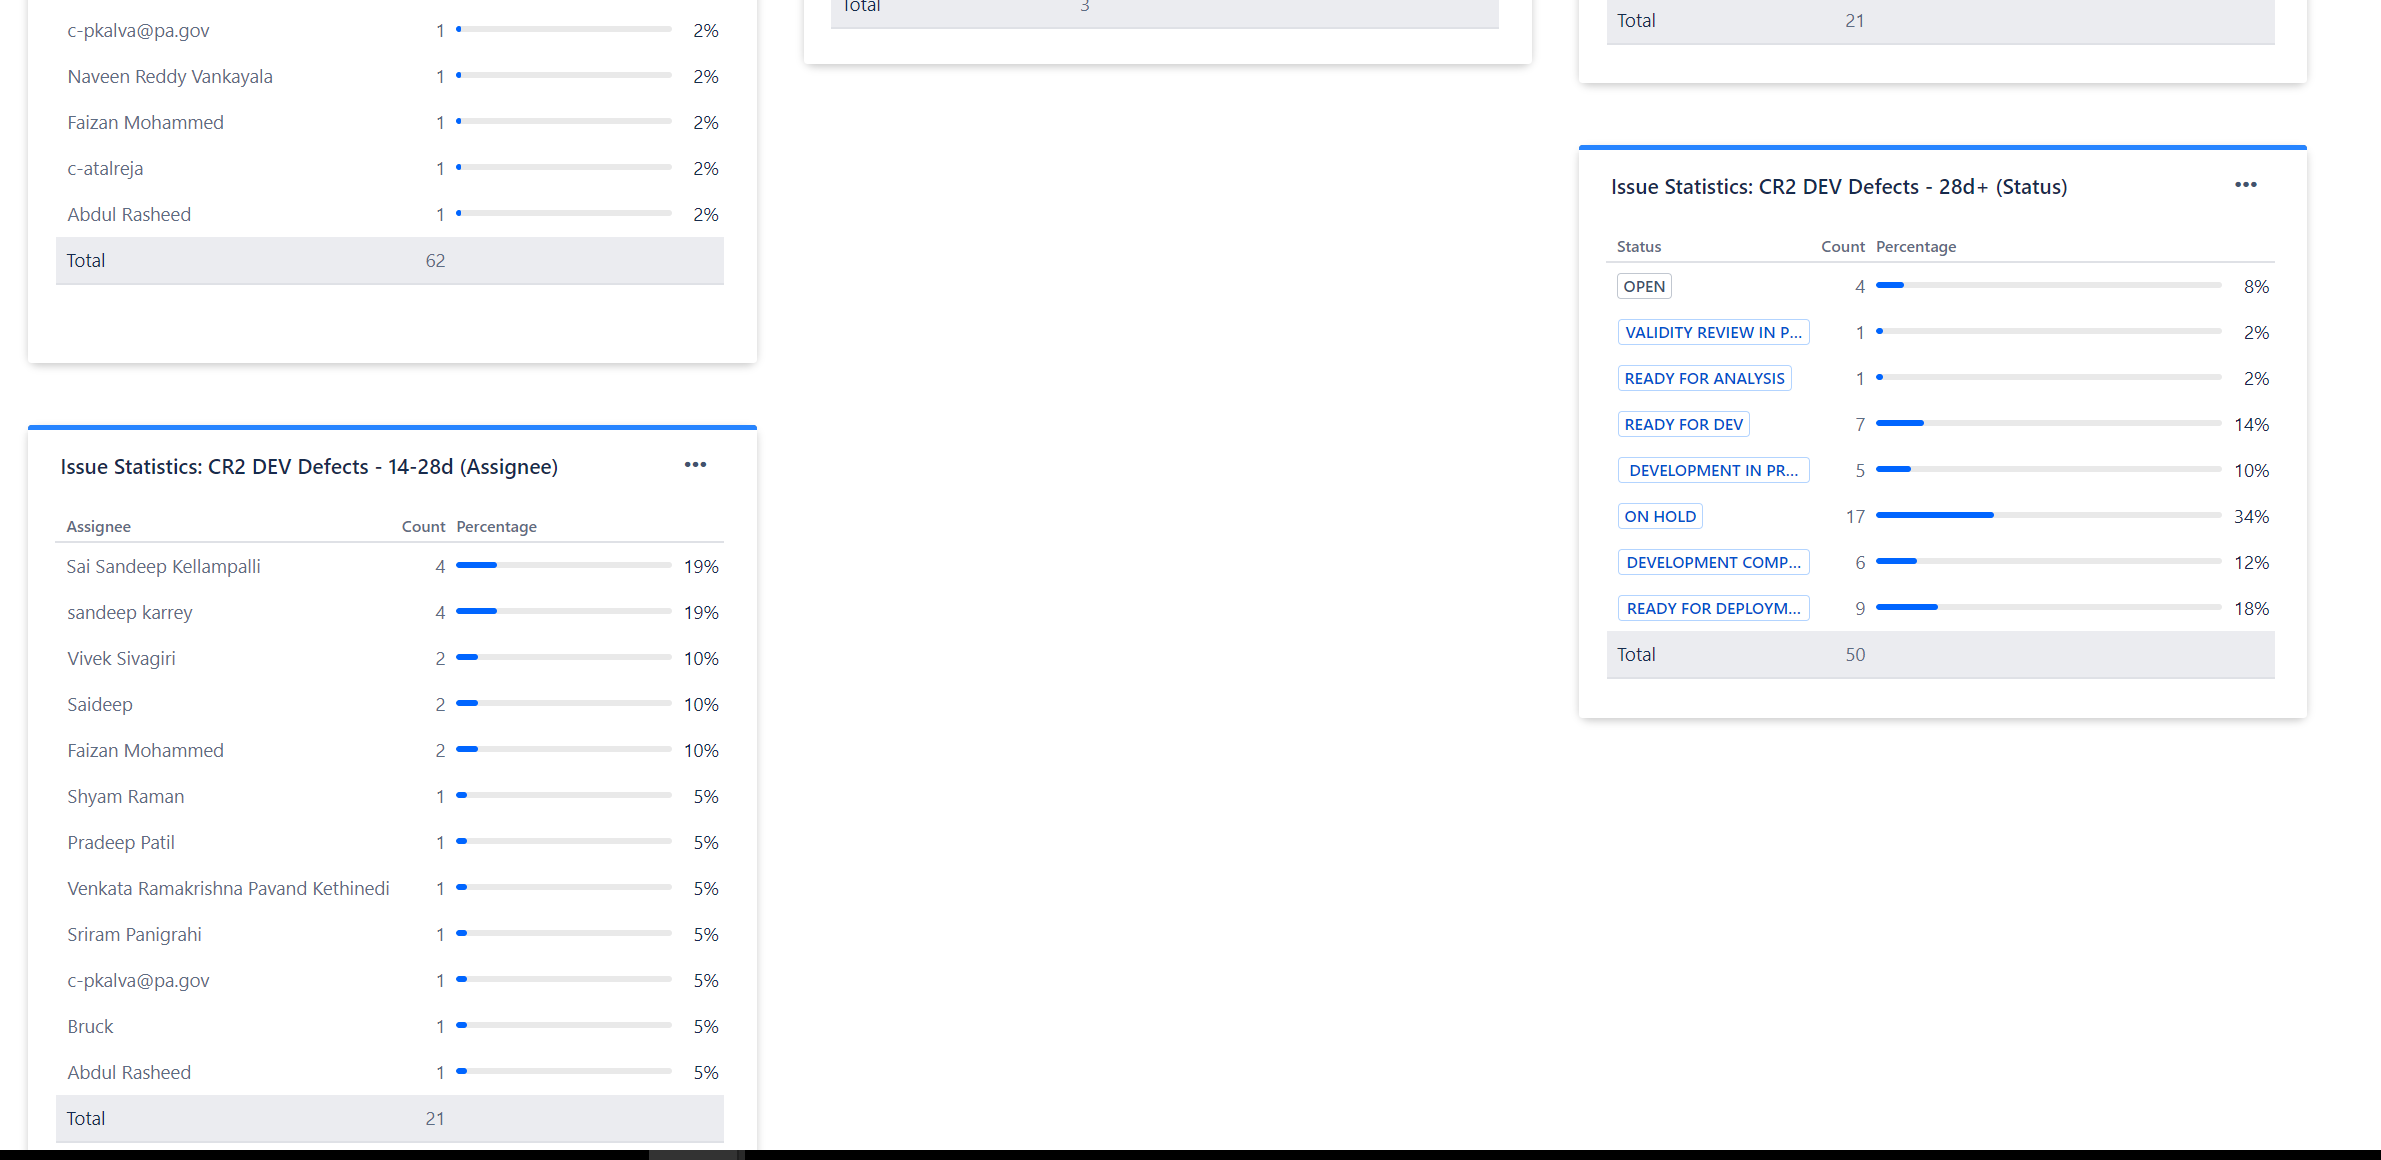 c-pkalva@pa.gov 1 2%
Naveen Reddy Vankayala 1 2%
Faizan Mohammed 1 2%
c-atalreja 1 2%
Abdul Rasheed 1 2%
Total 62
Issue Statistics: CR2 DEV Defects - 14-28d (Assignee)
Assignee Count Percentage
Sai Sandeep Kellampalli 4 19%
sandeep karrey 4 19%
Vivek Sivagiri 2 10%
Saideep 2 10%
Faizan Mohammed 2 10%
Shyam Raman 1 5%
Pradeep Patil 1 5%
Venkata Ramakrishna Pavand Kethinedi 1 5%
Sriram Panigrahi 1 5%
c-pkalva@pa.gov 1 5%
Bruck 1 5%
Abdul Rasheed 1 5%
Total 21
Total 3
Total 21
Issue Statistics: CR2 DEV Defects - 28d+ (Status)
Status Count Percentage
OPEN 4 8%
VALIDITY REVIEW IN P... 1 2%
READY FOR ANALYSIS 1 2%
READY FOR DEV 7 14%
DEVELOPMENT IN PR... 5 10%
ON HOLD 17 34%
DEVELOPMENT COMP... 6 12%
READY FOR DEPLOYM... 9 18%
Total 50